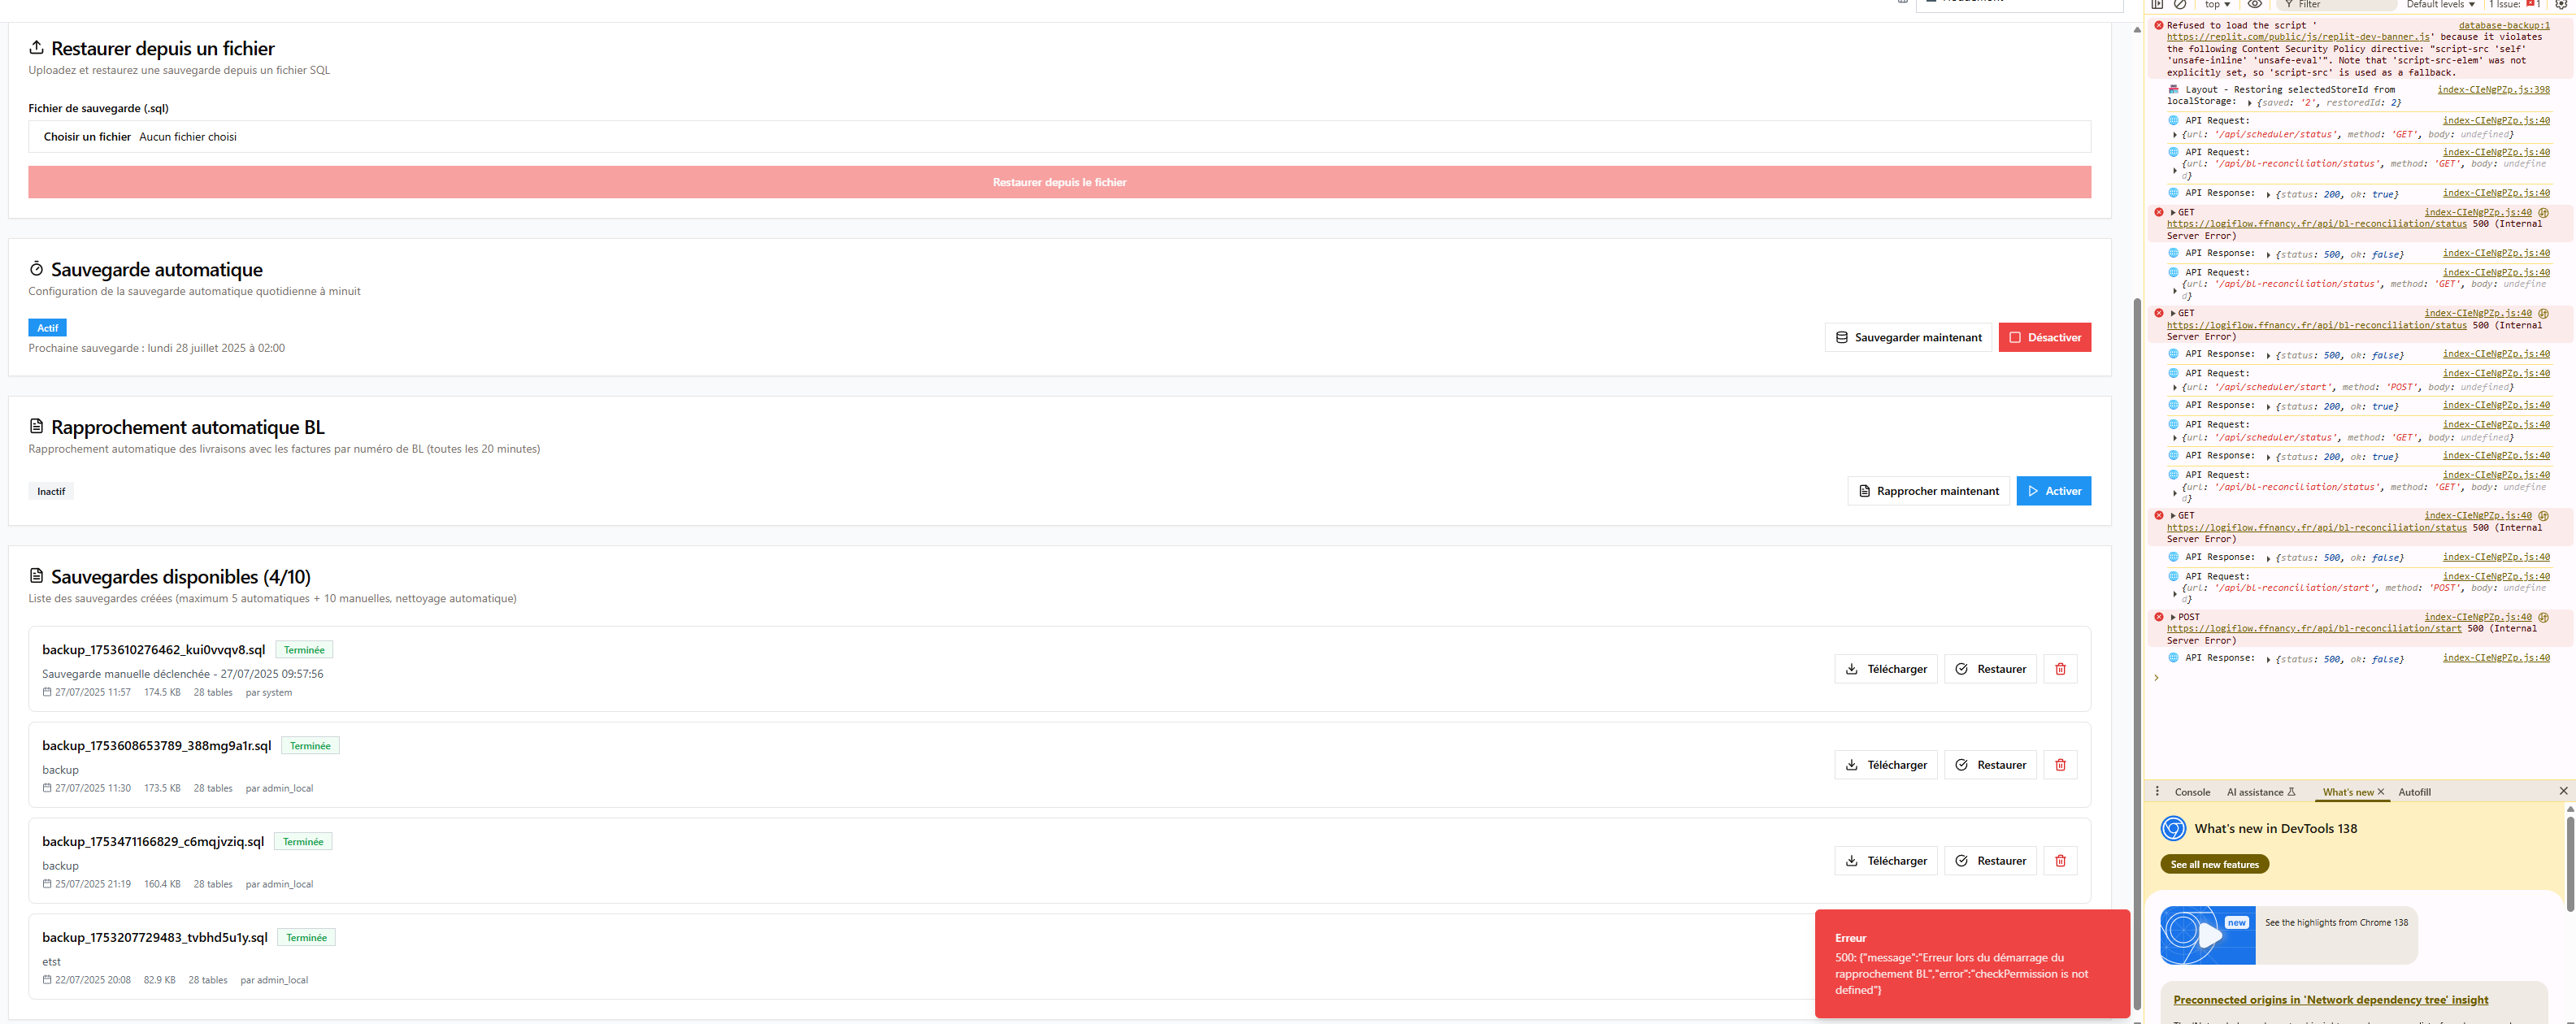 Restaurer depuis un fichier
Uploadez et restaurez une sauvegarde depuis un fichier SQL
Fichier de sauvegarde (.sql)
Choisir un fichier Aucun fichier choisi
Restaurer depuis le fichier
Sauvegarde automatique
Configuration de la sauvegarde automatique quotidienne à minuit
Actif
Prochaine sauvegarde : lundi 28 juillet 2025 à 02:00
Sauvegarder maintenant
Désactiver
Rapprochement automatique BL
Rapprochement automatique des livraisons avec les factures par numéro de BL (toutes les 20 minutes)
Inactif
Rapprocher maintenant
Activer
Sauvegardes disponibles (4/10)
Liste des sauvegardes créées (maximum 5 automatiques + 10 manuelles, nettoyage automatique)
backup_1753610276462_kui0vvqv8.sql Terminée
Sauvegarde manuelle déclenchée - 27/07/2025 09:57:56
27/07/2025 11:57 174.5 KB 28 tables par system
Télécharger Restaurer
backup_1753608653789_388mg9a1r.sql Terminée
backup
27/07/2025 11:30 173.5 KB 28 tables par admin_local
Télécharger Restaurer
backup_1753471166829_c6mqjvziq.sql Terminée
backup
25/07/2025 21:19 160.4 KB 28 tables par admin_local
Télécharger Restaurer
backup_1753207729483_tvbhd5u1y.sql Terminée
etst
22/07/2025 20:08 82.9 KB 28 tables par admin_local
Erreur
500: {"message":"Erreur lors du démarrage du
rapprochement BL","error":"checkPermission is not
defined"}
top Filter Default levels 1 Issue: 1
Refused to load the script ' database-backup:1
https://replit.com/public/js/replit-dev-banner.js' because it violates
the following Content Security Policy directive: "script-src 'self'
'unsafe-inline' 'unsafe-eval'". Note that 'script-src-elem' was not
explicitly set, so 'script-src' is used as a fallback.
Layout - Restoring selectedStoreId from index-CIeNgPZp.js:398
localStorage: {saved: '2', restoredId: 2}
API Request: index-CIeNgPZp.js:40
{url: '/api/scheduler/status', method: 'GET', body: undefined}
API Request: index-CIeNgPZp.js:40
{url: '/api/bl-reconciliation/status', method: 'GET', body: undefine
d}
API Response: {status: 200, ok: true} index-CIeNgPZp.js:40
GET index-CIeNgPZp.js:40
https://logiflow.ffnancy.fr/api/bl-reconciliation/status 500 (Internal
Server Error)
API Response: {status: 500, ok: false} index-CIeNgPZp.js:40
API Request: index-CIeNgPZp.js:40
{url: '/api/bl-reconciliation/status', method: 'GET', body: undefine
d}
GET index-CIeNgPZp.js:40
https://logiflow.ffnancy.fr/api/bl-reconciliation/status 500 (Internal
Server Error)
API Response: {status: 500, ok: false} index-CIeNgPZp.js:40
API Request: index-CIeNgPZp.js:40
{url: '/api/scheduler/start', method: 'POST', body: undefined}
API Response: {status: 200, ok: true} index-CIeNgPZp.js:40
API Request: index-CIeNgPZp.js:40
{url: '/api/scheduler/status', method: 'GET', body: undefined}
API Response: {status: 200, ok: true} index-CIeNgPZp.js:40
API Request: index-CIeNgPZp.js:40
{url: '/api/bl-reconciliation/status', method: 'GET', body: undefine
d}
GET index-CIeNgPZp.js:40
https://logiflow.ffnancy.fr/api/bl-reconciliation/status 500 (Internal
Server Error)
API Response: {status: 500, ok: false} index-CIeNgPZp.js:40
API Request: index-CIeNgPZp.js:40
{url: '/api/bl-reconciliation/start', method: 'POST', body: undefine
d}
POST index-CIeNgPZp.js:40
https://logiflow.ffnancy.fr/api/bl-reconciliation/start 500 (Internal
Server Error)
API Response: {status: 500, ok: false} index-CIeNgPZp.js:40
Console AI assistance What's new Autofill
What's new in DevTools 138
See all new features
new
See the highlights from Chrome 138
Preconnected origins in 'Network dependency tree' insight